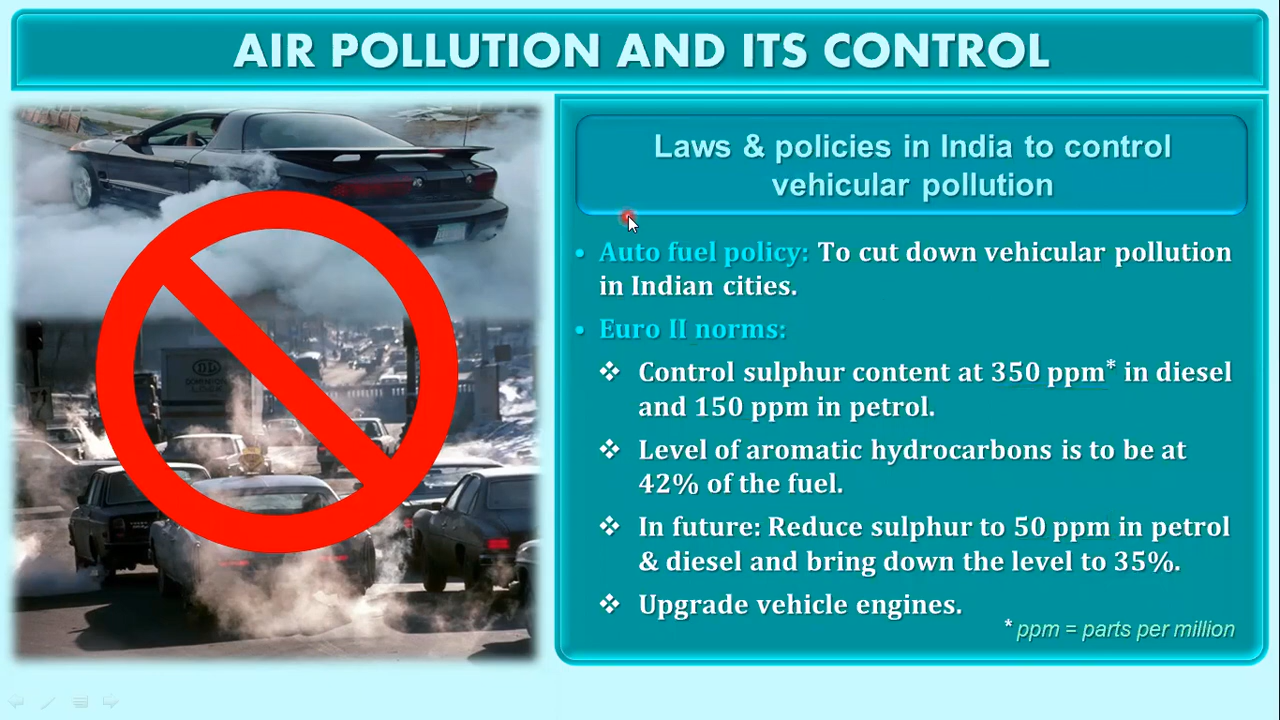 AIR POLLUTION AND ITS CONTROL
Laws & policies in India to control
vehicular pollution
• Auto fuel policy: To cut down vehicular pollution
in Indian cities.
• Euro II norms:
❖ Control sulphur content at 350 ppm* in diesel
and 150 ppm in petrol.
❖ Level of aromatic hydrocarbons is to be at
42% of the fuel.
❖ In future: Reduce sulphur to 50 ppm in petrol
& diesel and bring down the level to 35%.
❖ Upgrade vehicle engines.
* ppm = parts per million